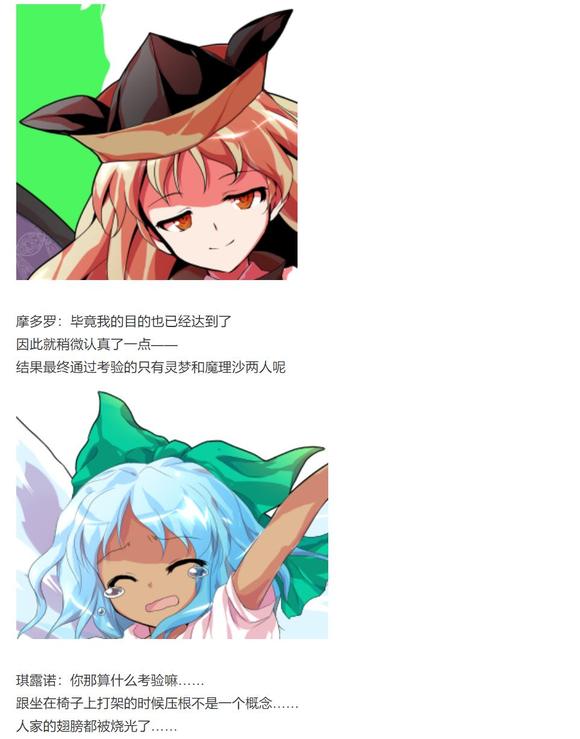 摩多罗：毕竟我的目的也已经达到了
因此就稍微认真了一点——
结果最终通过考验的只有灵梦和魔理沙两人呢
琪露诺：你那算什么考验嘛……
跟坐在椅子上打架的时候压根不是一个概念……
人家的翅膀都被烧光了……